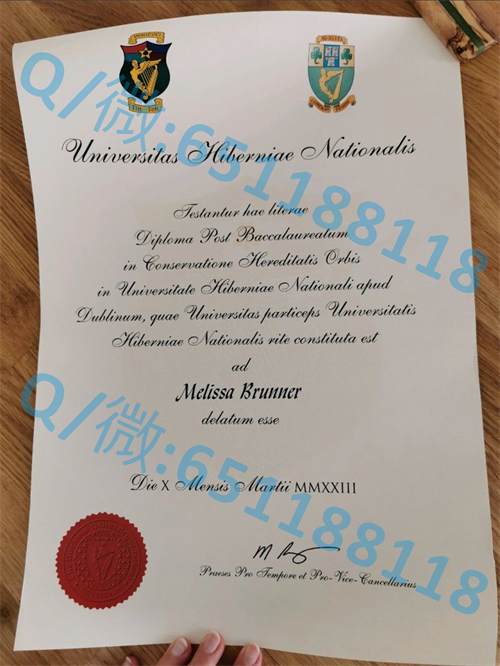 Universitas Hiberniae Nationalis
Testantur hae literae
Diploma Post Baccalaureatum
in Conservatione Hereditatis Orbis
in Universitate Hiberniae Nationali apud
Dublinum, quae Universitas particeps Universitatis
Hiberniae Nationalis rite constituta est
ad
Melissa Brunner
delatum esse
Die X Mensis Martii MMXXIII
Praeses Pro Tempore et Pro-Vice-Cancellarius
Q/微:651188118
Q/微:651188118